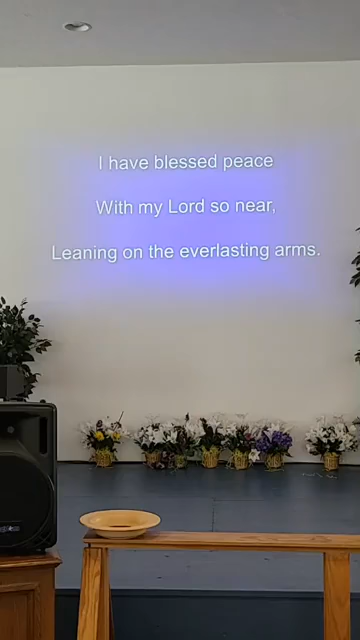 I have blessed peace
With my Lord so near,
Leaning on the everlasting arms.